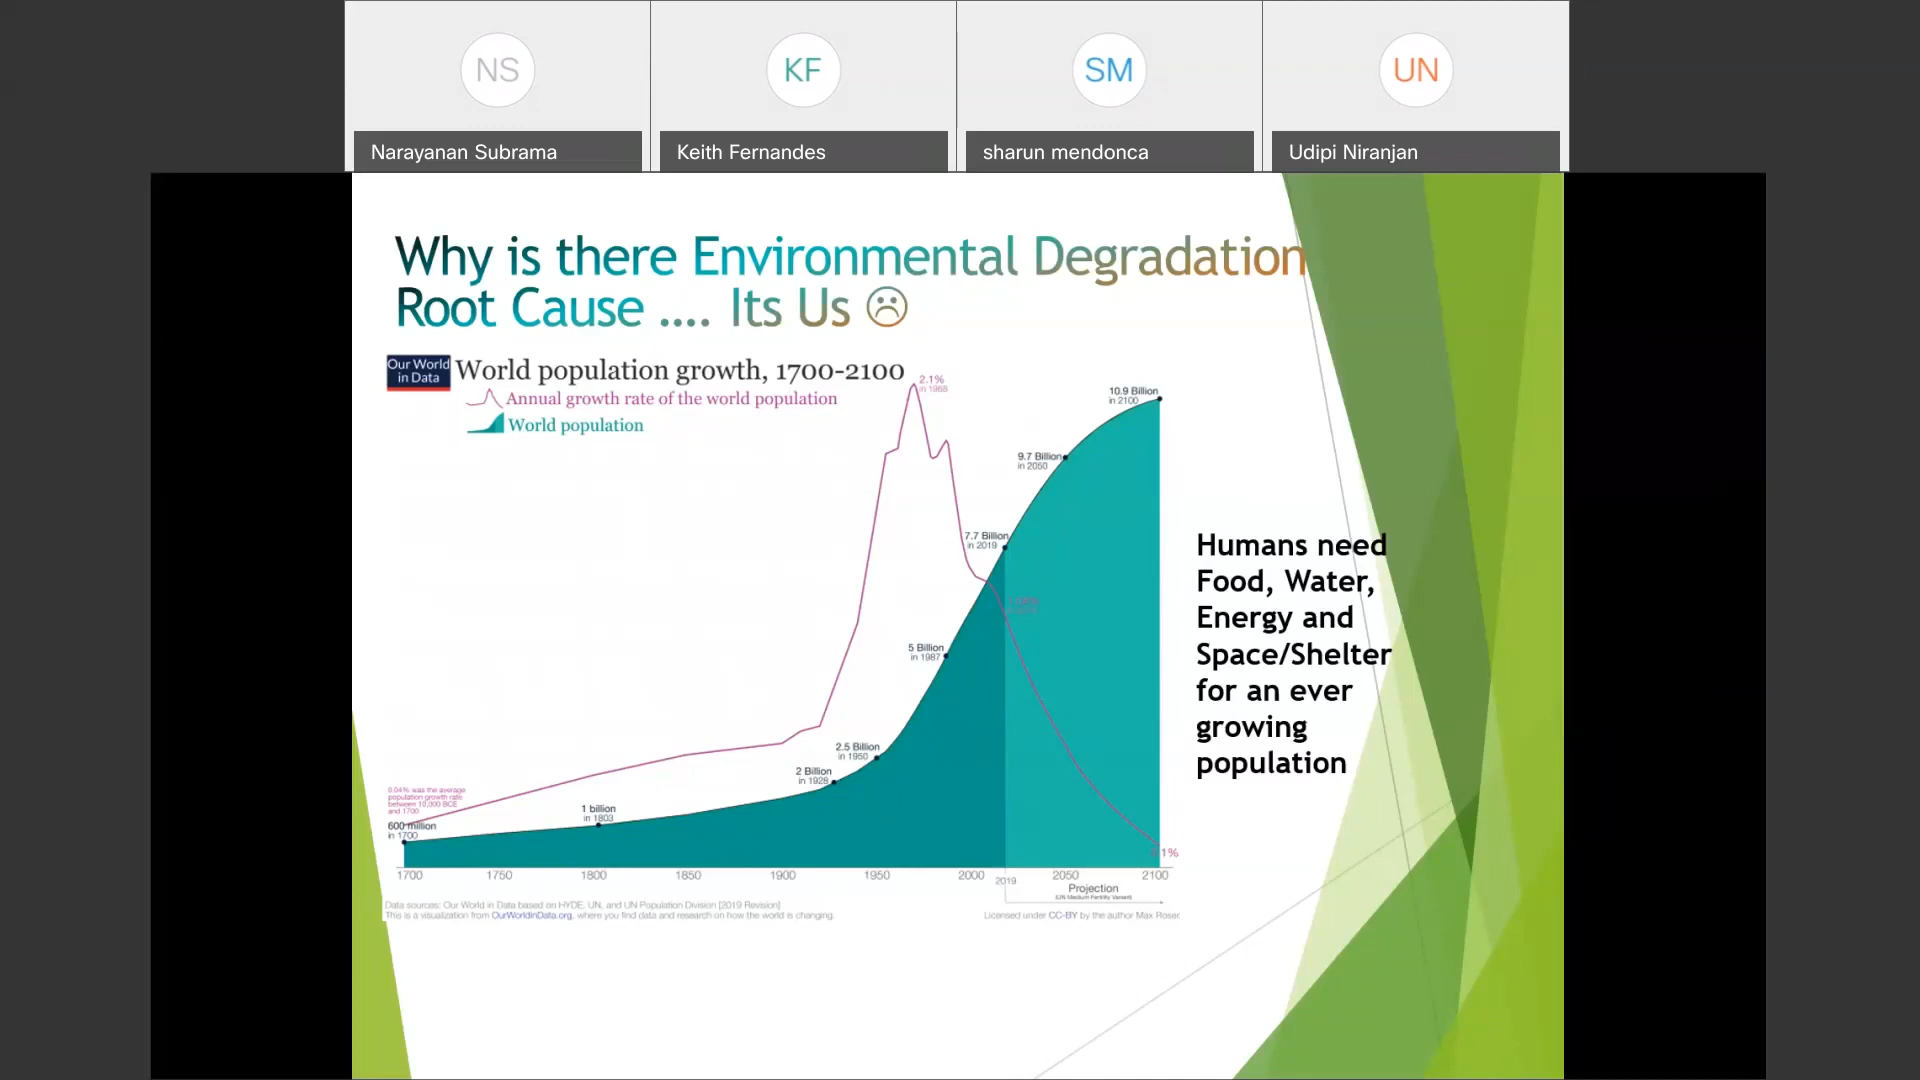 NS
KF
SM
UN
Narayanan Subrama
Keith Fernandes
sharun mendonca
Udipi Niranjan
Why is there Environmental Degradation
Root Cause .... Its Us ☹
Our World
in Data
World population growth, 1700-2100
Annual growth rate of the world population
World population
2.1%
in 1968
10.9 Billion
in 2100
9.7 Billion
in 2050
7.7 Billion
in 2019
5 Billion
in 1987
2.5 Billion
in 1950
2 Billion
in 1928
1 billion
in 1803
0.04% was the average
population growth rate
between 10,000 BCE
and 1700
600 million
in 1700
1%
1700
1750
1800
1850
1900
1950
2000
2019
2050
2100
Projection
(UN Medium Fertility Variant)
Data sources: Our World in Data based on HYDE, UN, and UN Population Division [2019 Revision]
This is a visualization from OurWorldinData.org, where you find data and research on how the world is changing.
Licensed under CC-BY by the author Max Roser
Humans need
Food, Water,
Energy and
Space/Shelter
for an ever
growing
population